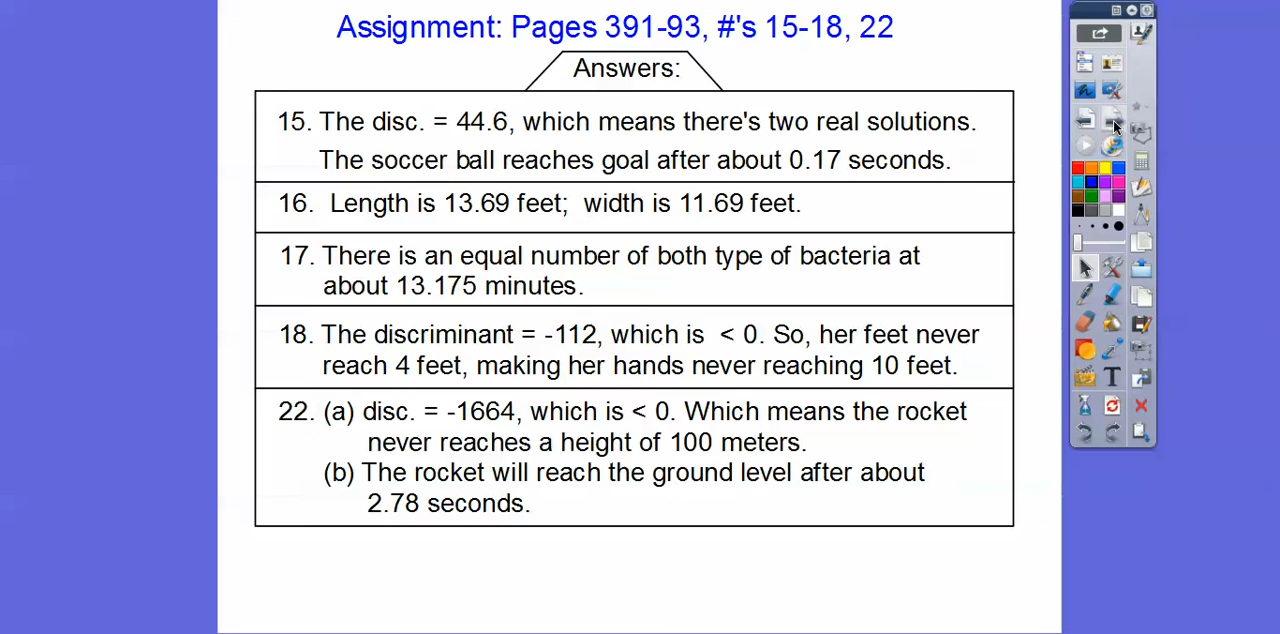 Assignment: Pages 391-93, #'s 15-18, 22
Answers:
15. The disc. = 44.6, which means there's two real solutions.
The soccer ball reaches goal after about 0.17 seconds.
16. Length is 13.69 feet; width is 11.69 feet.
17. There is an equal number of both type of bacteria at
about 13.175 minutes.
18. The discriminant = -112, which is < 0. So, her feet never
reach 4 feet, making her hands never reaching 10 feet.
22. (a) disc. = -1664, which is < 0. Which means the rocket
never reaches a height of 100 meters.
(b) The rocket will reach the ground level after about
2.78 seconds.